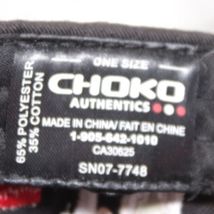 ONE SIZE
CHOKO
AUTHENTICS
MADE IN CHINA/FAIT EN CHINE
1-905-642-1010
CA30625
SN07-7748
65% POLYESTER
35% COTTON